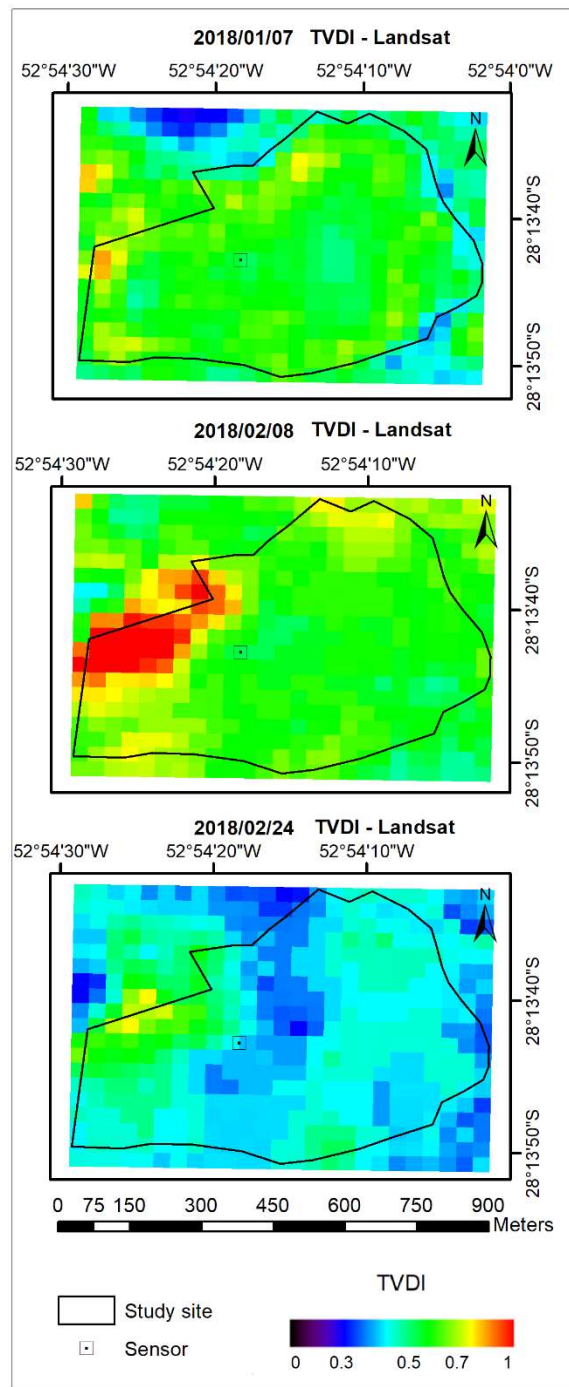 2018/01/07 TVDI - Landsat
52°54'30"W 52°54'20"W 52°54'10"W 52°54'0"W
N
28°13'40"S
28°13'50"S
2018/02/08 TVDI - Landsat
52°54'30"W 52°54'20"W 52°54'10"W
N
28°13'40"S
28°13'50"S
2018/02/24 TVDI - Landsat
52°54'30"W 52°54'20"W 52°54'10"W
N
28°13'40"S
28°13'50"S
0 75 150 300 450 600 750 900
Meters
TVDI
Study site
Sensor
0 0.3 0.5 0.7 1